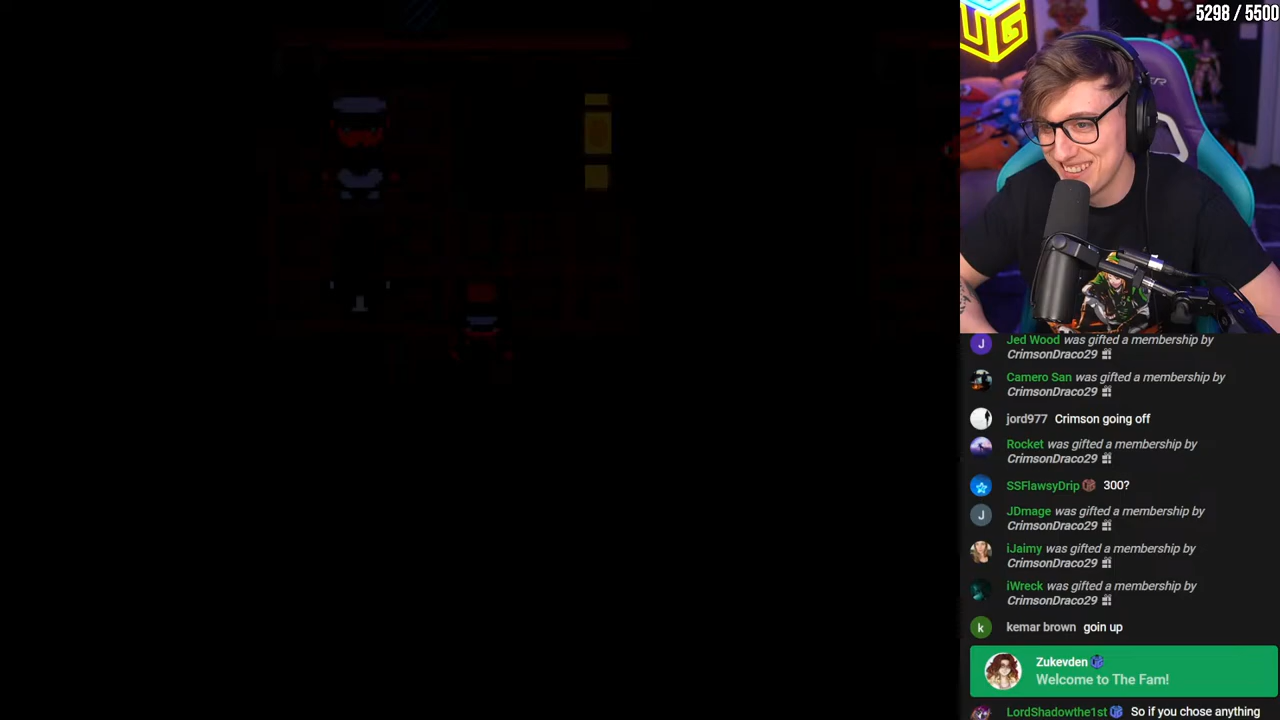 5298 / 5500
UG
Jed Wood was gifted a membership by
CrimsonDraco29
Camero San was gifted a membership by
CrimsonDraco29
jord977 Crimson going off
Rocket was gifted a membership by
CrimsonDraco29
SSFlawsyDrip 300?
JDmage was gifted a membership by
CrimsonDraco29
iJaimy was gifted a membership by
CrimsonDraco29
iWreck was gifted a membership by
CrimsonDraco29
kemar brown goin up
Zukevden
Welcome to The Fam!
LordShadowthe1st So if you chose anything